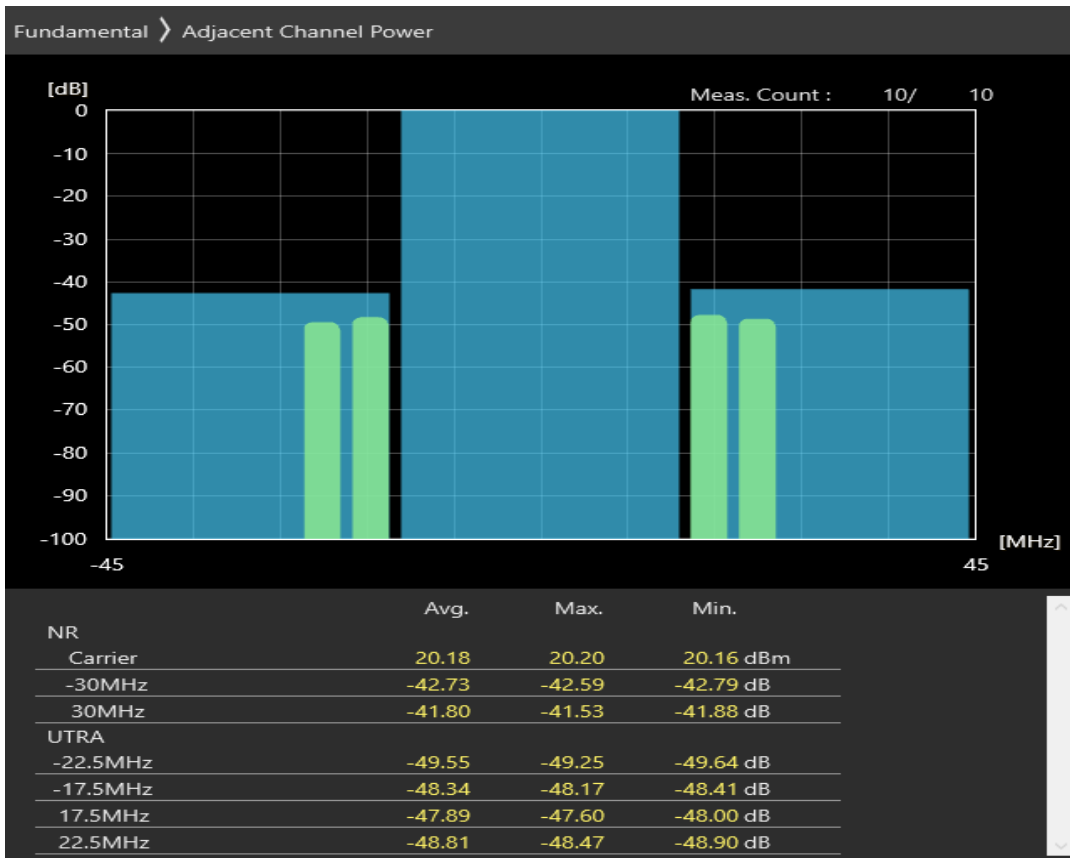 Fundamental 〉 Adjacent Channel Power
[dB]
Meas. Count : 10/ 10
0
-10
-20
-30
-40
-50
-60
-70
-80
-90
-100
[MHz]
-45 45
Avg. Max. Min.
NR
Carrier 20.18 20.20 20.16 dBm
-30MHz -42.73 -42.59 -42.79 dB
30MHz -41.80 -41.53 -41.88 dB
UTRA
-22.5MHz -49.55 -49.25 -49.64 dB
-17.5MHz -48.34 -48.17 -48.41 dB
17.5MHz -47.89 -47.60 -48.00 dB
22.5MHz -48.81 -48.47 -48.90 dB